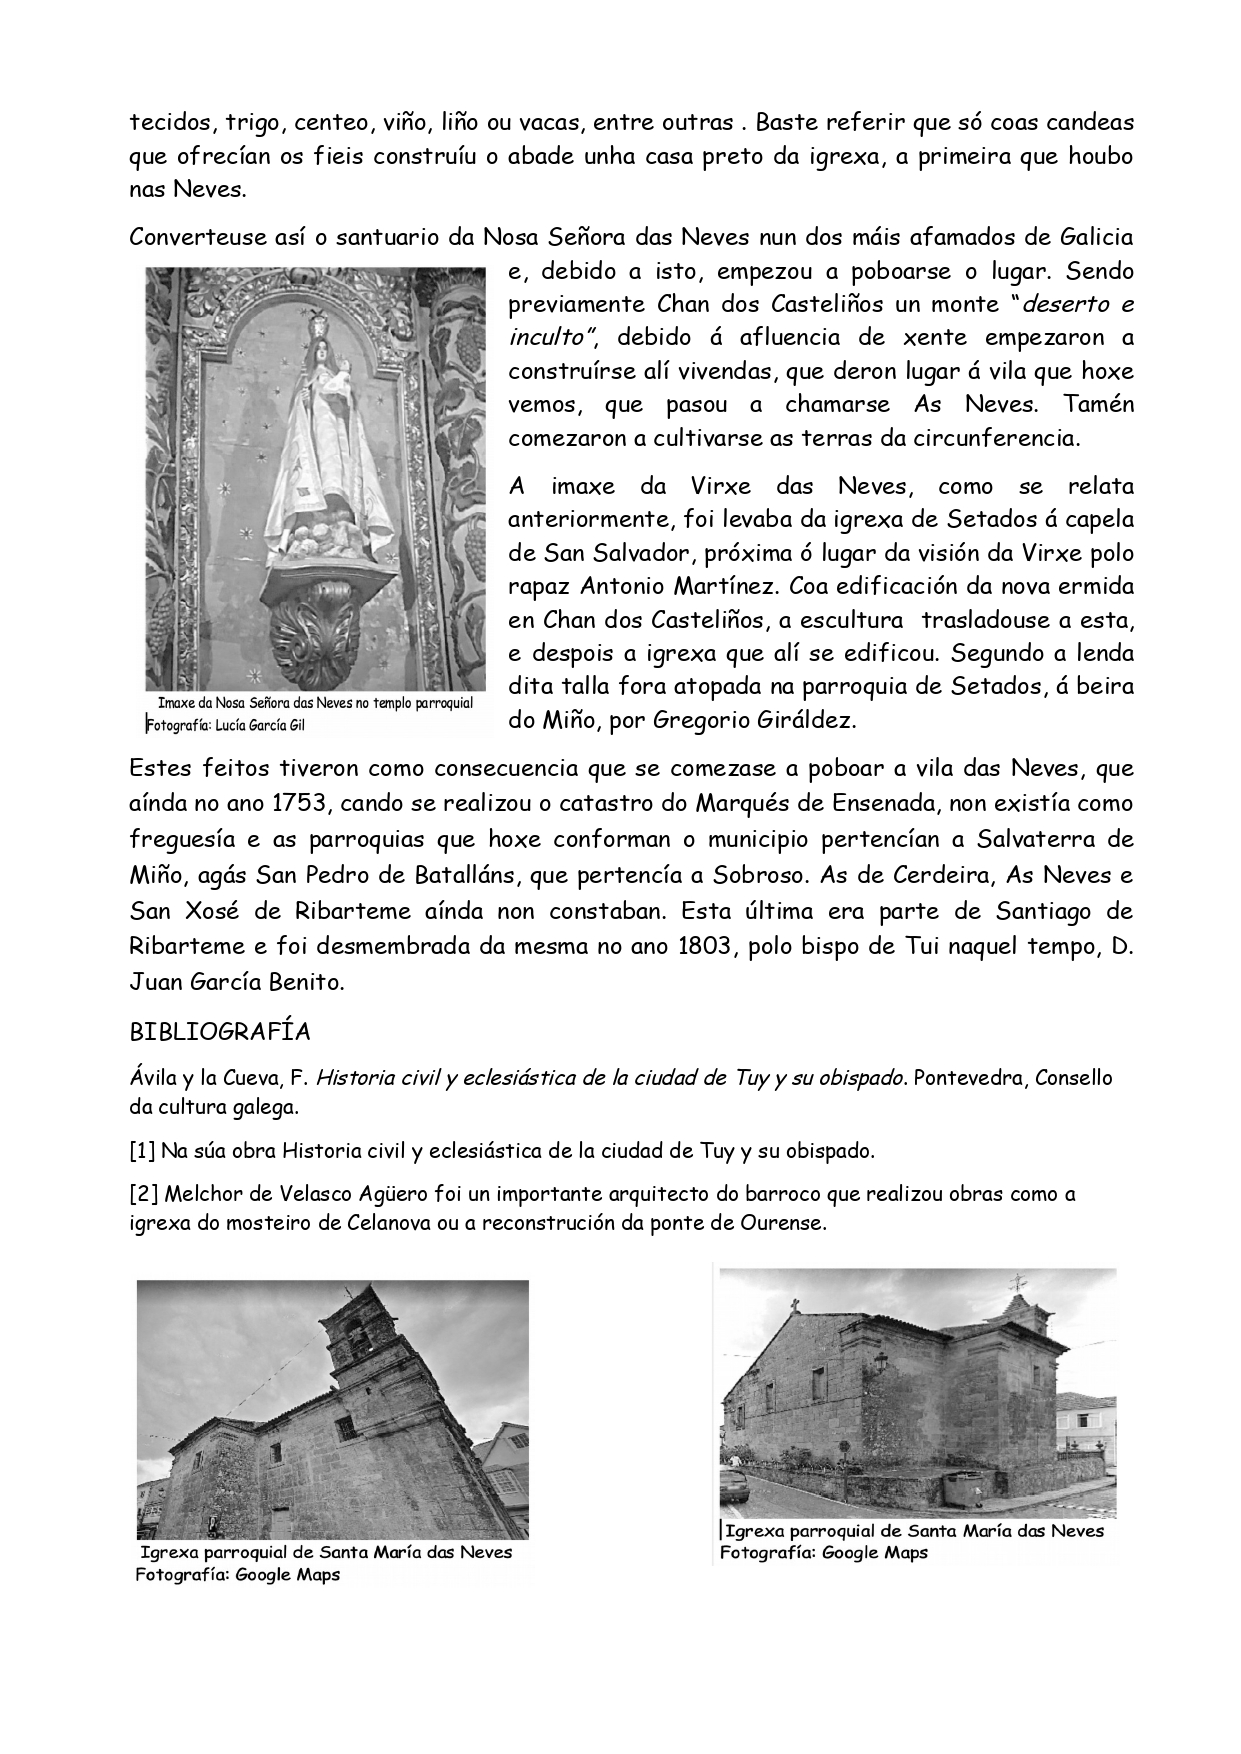 tecidos, trigo, centeo, viño, liño ou vacas, entre outras . Baste referir que só coas candeas
que ofrecían os fieis construíu o abade unha casa preto da igrexa, a primeira que houbo
nas Neves.
Converteuse así o santuario da Nosa Señora das Neves nun dos máis afamados de Galicia
e, debido a isto, empezou a poboarse o lugar. Sendo
previamente Chan dos Casteliños un monte “deserto e
inculto”, debido á afluencia de xente empezaron a
construírse alí vivendas, que deron lugar á vila que hoxe
vemos, que pasou a chamarse As Neves. Tamén
comezaron a cultivarse as terras da circunferencia.
A imaxe da Virxe das Neves, como se relata
anteriormente, foi levaba da igrexa de Setados á capela
de San Salvador, próxima ó lugar da visión da Virxe polo
rapaz Antonio Martínez. Coa edificación da nova ermida
en Chan dos Casteliños, a escultura trasladouse a esta,
e despois a igrexa que alí se edificou. Segundo a lenda
dita talla fora atopada na parroquia de Setados, á beira
do Miño, por Gregorio Giráldez.
Imaxe da Nosa Señora das Neves no templo parroquial
Fotografía: Lucía García Gil
Estes feitos tiveron como consecuencia que se comezase a poboar a vila das Neves, que
aínda no ano 1753, cando se realizou o catastro do Marqués de Ensenada, non existía como
freguesía e as parroquias que hoxe conforman o municipio pertencían a Salvaterra de
Miño, agás San Pedro de Batalláns, que pertencía a Sobroso. As de Cerdeira, As Neves e
San Xosé de Ribarteme aínda non constaban. Esta última era parte de Santiago de
Ribarteme e foi desmembrada da mesma no ano 1803, polo bispo de Tui naquel tempo, D.
Juan García Benito.
BIBLIOGRAFÍA
Ávila y la Cueva, F. Historia civil y eclesiástica de la ciudad de Tuy y su obispado. Pontevedra, Consello
da cultura galega.
[1] Na súa obra Historia civil y eclesiástica de la ciudad de Tuy y su obispado.
[2] Melchor de Velasco Agüero foi un importante arquitecto do barroco que realizou obras como a
igrexa do mosteiro de Celanova ou a reconstrución da ponte de Ourense.
Igrexa parroquial de Santa María das Neves
Fotografía: Google Maps
Igrexa parroquial de Santa María das Neves
Fotografía: Google Maps